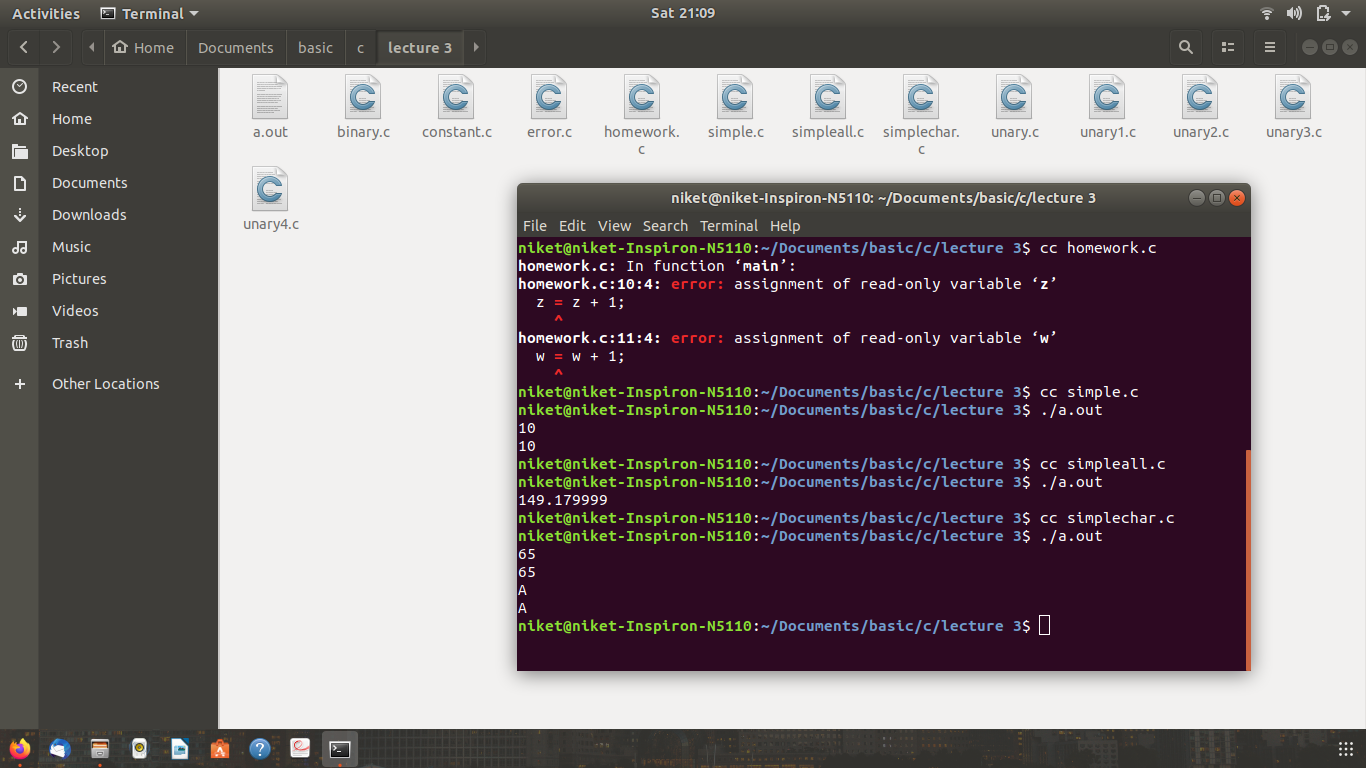 Activities
Terminal
Sat 21:09
Home
Documents
basic
c
lecture 3
Recent
Home
Desktop
Documents
Downloads
Music
Pictures
Videos
Trash
Other Locations
a.out
binary.c
constant.c
error.c
homework.
c
simple.c
simpleall.c
simplechar.
c
unary.c
unary1.c
unary2.c
unary3.c
unary4.c
niket@niket-Inspiron-N5110: ~/Documents/basic/c/lecture 3
File Edit View Search Terminal Help
niket@niket-Inspiron-N5110:~/Documents/basic/c/lecture 3$ cc homework.c
homework.c: In function ‘main’:
homework.c:10:4: error: assignment of read-only variable ‘z’
z = z + 1;
^
homework.c:11:4: error: assignment of read-only variable ‘w’
w = w + 1;
^
niket@niket-Inspiron-N5110:~/Documents/basic/c/lecture 3$ cc simple.c
niket@niket-Inspiron-N5110:~/Documents/basic/c/lecture 3$ ./a.out
10
10
niket@niket-Inspiron-N5110:~/Documents/basic/c/lecture 3$ cc simpleall.c
niket@niket-Inspiron-N5110:~/Documents/basic/c/lecture 3$ ./a.out
149.179999
niket@niket-Inspiron-N5110:~/Documents/basic/c/lecture 3$ cc simplechar.c
niket@niket-Inspiron-N5110:~/Documents/basic/c/lecture 3$ ./a.out
65
65
A
A
niket@niket-Inspiron-N5110:~/Documents/basic/c/lecture 3$